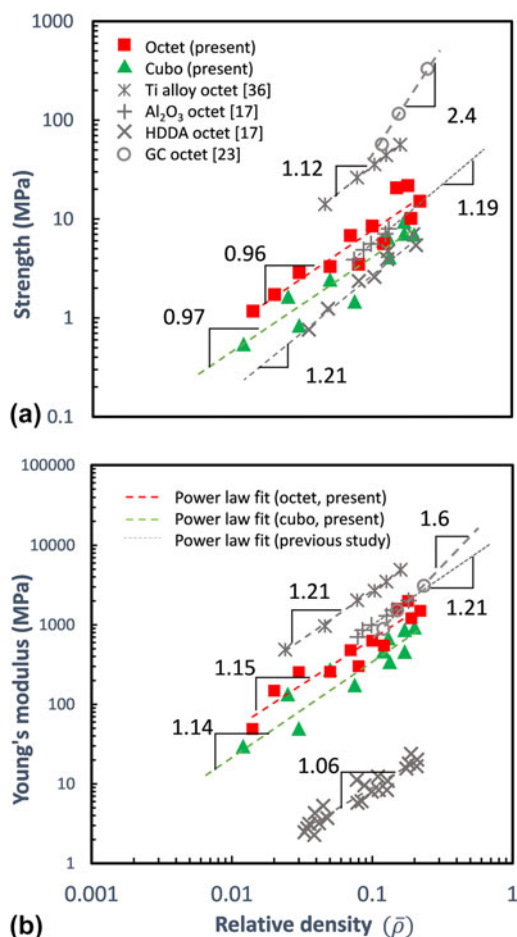 1000
100
10
1
0.1
Strength (MPa)
Octet (present)
Cubo (present)
Ti alloy octet [36]
Al₂O₃ octet [17]
HDDA octet [17]
GC octet [23]
2.4
1.12
1.19
0.96
0.97
1.21
(a)
100000
10000
1000
100
10
1
Young's modulus (MPa)
Power law fit (octet, present)
Power law fit (cubo, present)
Power law fit (previous study)
1.6
1.21
1.21
1.15
1.14
1.06
0.001
0.01
0.1
1
(b)
Relative density (ρ̄)